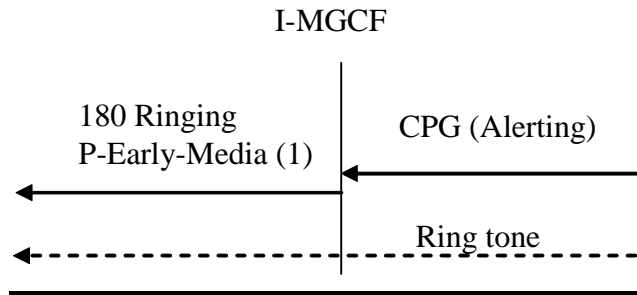 I-MGCF
180 Ringing
P-Early-Media (1)
CPG (Alerting)
Ring tone